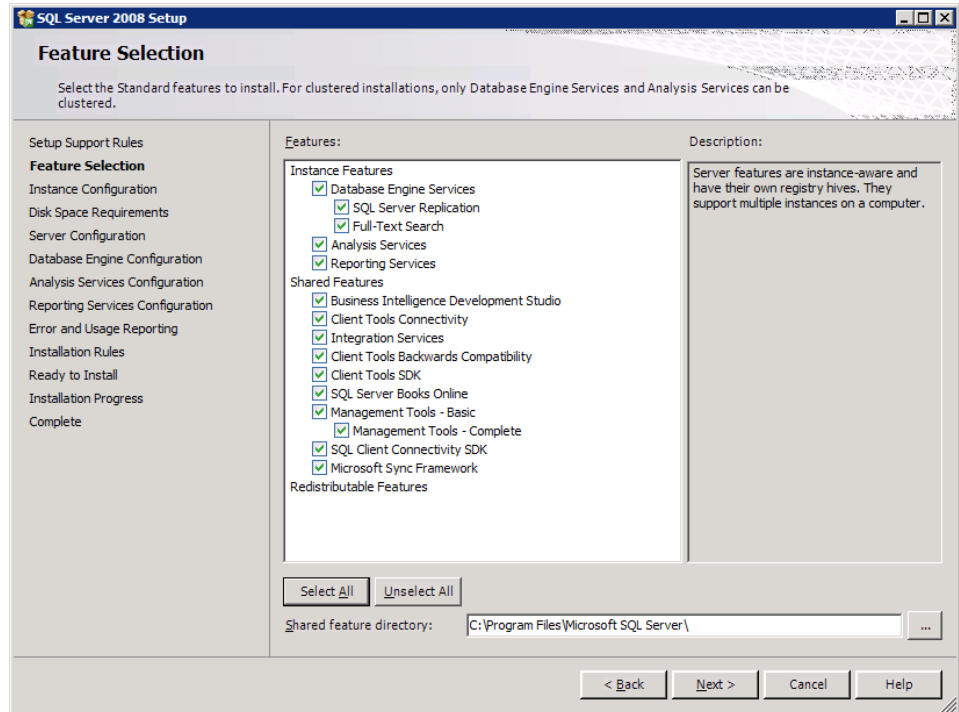 SQL Server 2008 Setup
Feature Selection
Select the Standard features to install. For clustered installations, only Database Engine Services and Analysis Services can be
clustered.
Setup Support Rules
Feature Selection
Instance Configuration
Disk Space Requirements
Server Configuration
Database Engine Configuration
Analysis Services Configuration
Reporting Services Configuration
Error and Usage Reporting
Installation Rules
Ready to Install
Installation Progress
Complete
Features:
Instance Features
Database Engine Services
SQL Server Replication
Full-Text Search
Analysis Services
Reporting Services
Shared Features
Business Intelligence Development Studio
Client Tools Connectivity
Integration Services
Client Tools Backwards Compatibility
Client Tools SDK
SQL Server Books Online
Management Tools - Basic
Management Tools - Complete
SQL Client Connectivity SDK
Microsoft Sync Framework
Redistributable Features
Description:
Server features are instance-aware and
have their own registry hives. They
support multiple instances on a computer.
Select All
Unselect All
Shared feature directory:
C:\Program Files\Microsoft SQL Server\
...
< Back
Next >
Cancel
Help